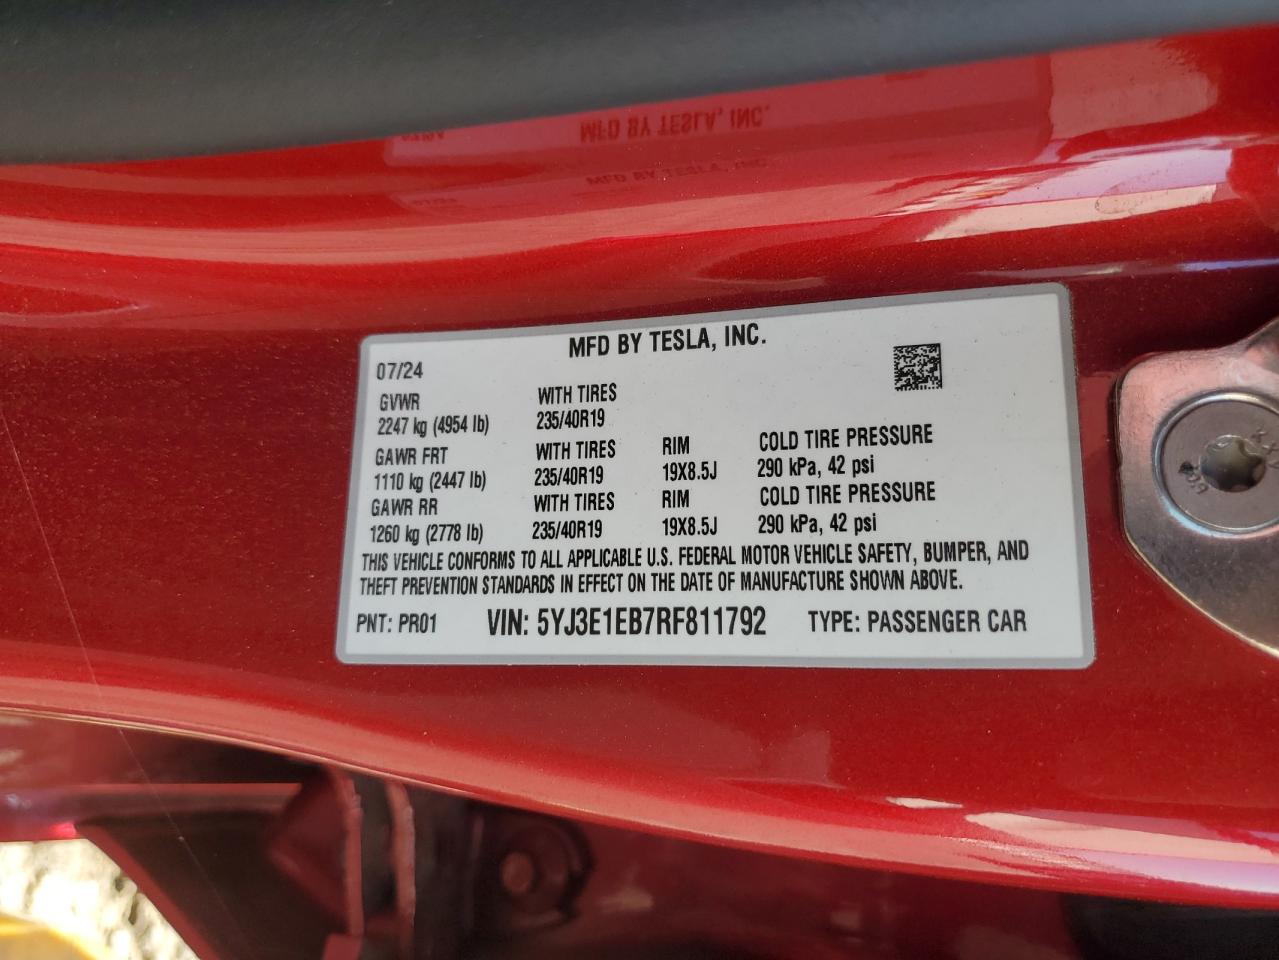 MFD BY TESLA, INC.
07/24
GVWR WITH TIRES
2247 kg (4954 lb) 235/40R19
GAWR FRT WITH TIRES RIM COLD TIRE PRESSURE
1110 kg (2447 lb) 235/40R19 19X8.5J 290 kPa, 42 psi
GAWR RR WITH TIRES RIM COLD TIRE PRESSURE
1260 kg (2778 lb) 235/40R19 19X8.5J 290 kPa, 42 psi
THIS VEHICLE CONFORMS TO ALL APPLICABLE U.S. FEDERAL MOTOR VEHICLE SAFETY, BUMPER, AND
THEFT PREVENTION STANDARDS IN EFFECT ON THE DATE OF MANUFACTURE SHOWN ABOVE.
PNT: PR01 VIN: 5YJ3E1EB7RF811792 TYPE: PASSENGER CAR